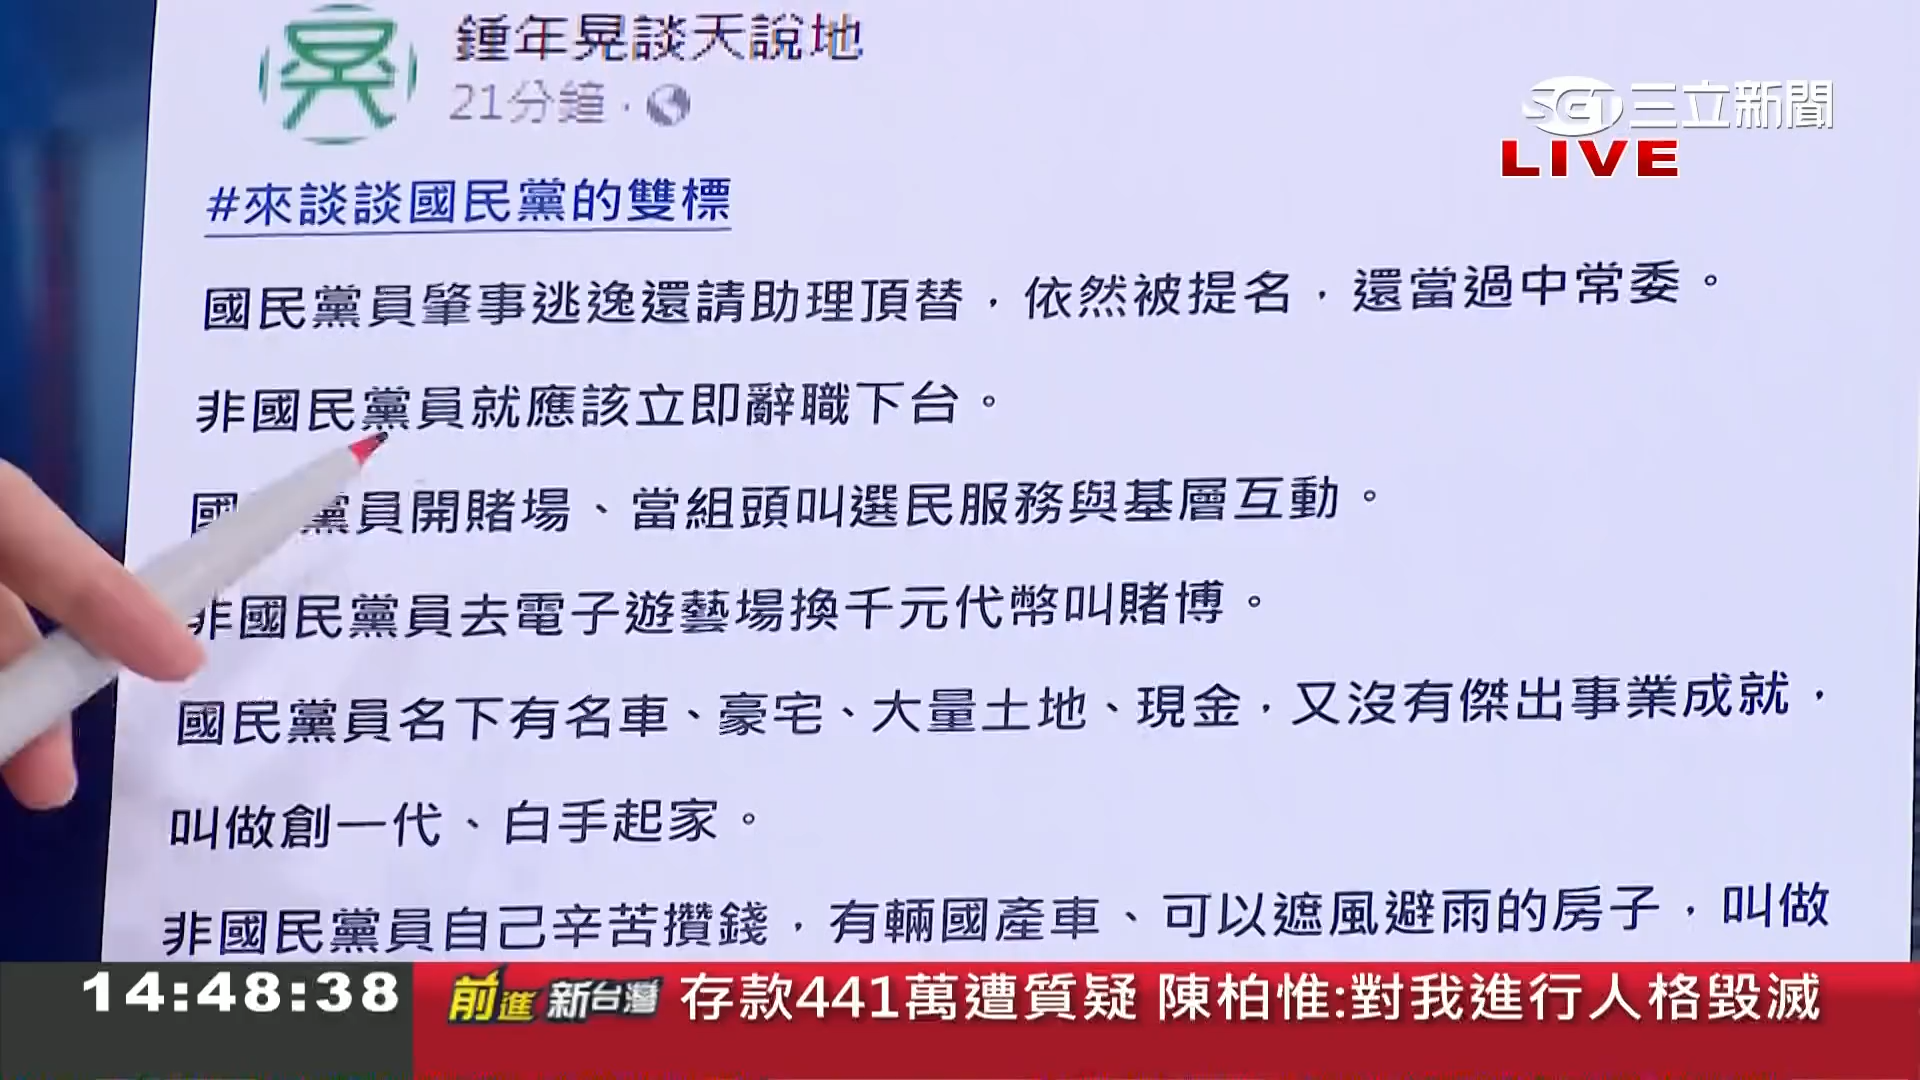 鍾年晃談天說地
21分鐘·
SET三立新聞
LIVE
#來談談國民黨的雙標
國民黨員肇事逃逸還請助理頂替，依然被提名，還當過中常委。
非國民黨員就應該立即辭職下台。
國 黨員開賭場、當組頭叫選民服務與基層互動。
非國民黨員去電子遊藝場換千元代幣叫賭博。
國民黨員名下有名車、豪宅、大量土地、現金，又沒有傑出事業成就，
叫做創一代、白手起家。
非國民黨員自己辛苦攢錢，有輛國產車、可以遮風避雨的房子，叫做
14:48:38 前進新台灣 存款441萬遭質疑 陳柏惟:對我進行人格毀滅